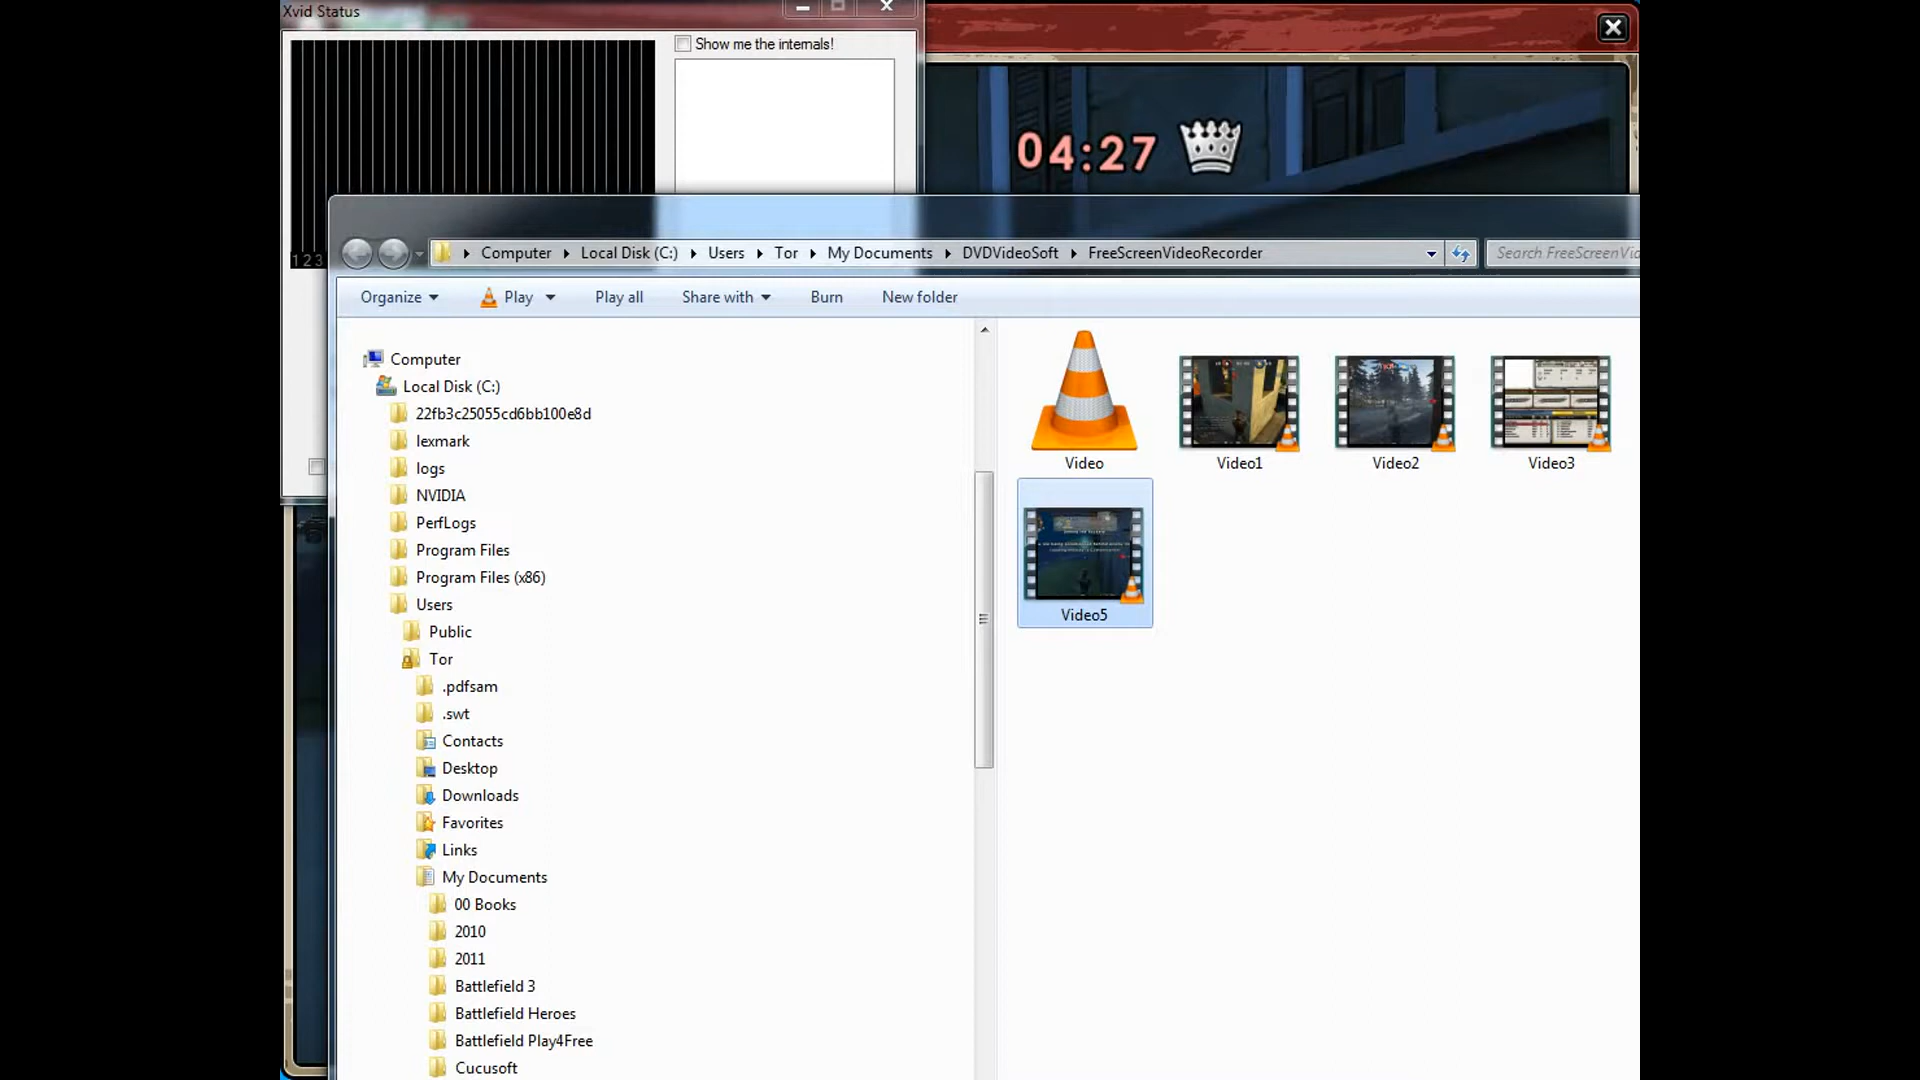 Xvid Status
Show me the internals!
04:27
1 2 3
Computer Local Disk (C:) Users Tor My Documents DVDVideoSoft FreeScreenVideoRecorder
Search FreeScreenVid
Organize Play Play all Share with Burn New folder
Computer
Local Disk (C:)
22fb3c25055cd6bb100e8d
lexmark
logs
NVIDIA
PerfLogs
Program Files
Program Files (x86)
Users
Public
Tor
.pdfsam
.swt
Contacts
Desktop
Downloads
Favorites
Links
My Documents
00 Books
2010
2011
Battlefield 3
Battlefield Heroes
Battlefield Play4Free
Cucusoft
Video Video1 Video2 Video3
Video5